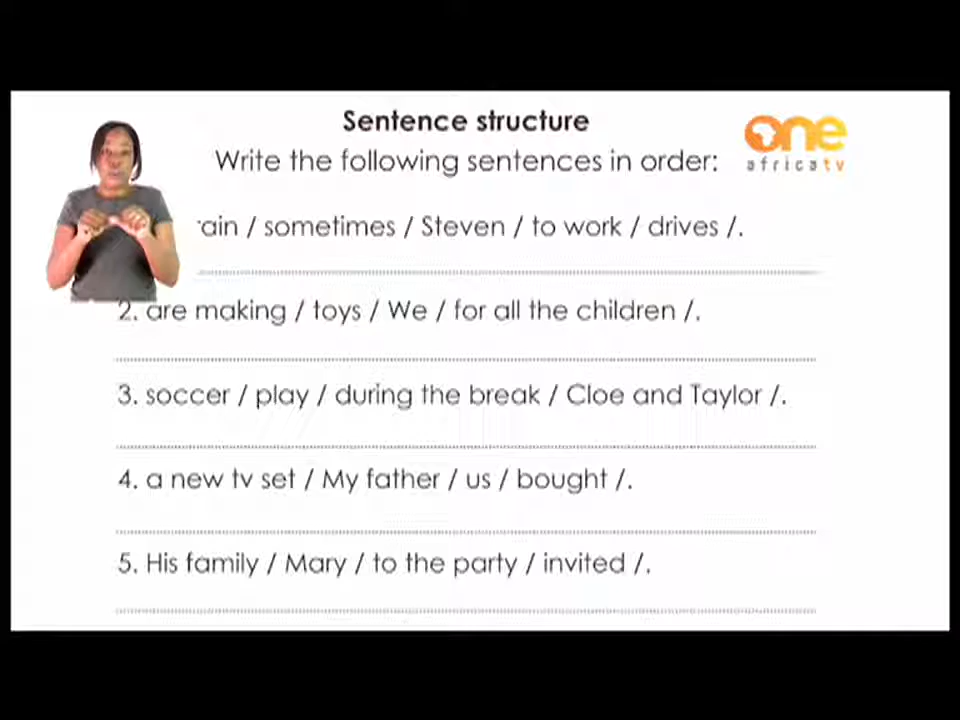 Sentence structure
one
africa tv
Write the following sentences in order:
/ sometimes / Steven / to work / drives /.
2. are making / toys / We / for all the children /.
3. soccer / play / during the break / Cloe and Taylor /.
4. a new tv set / My father / us / bought /.
5. His family / Mary / to the party / invited /.